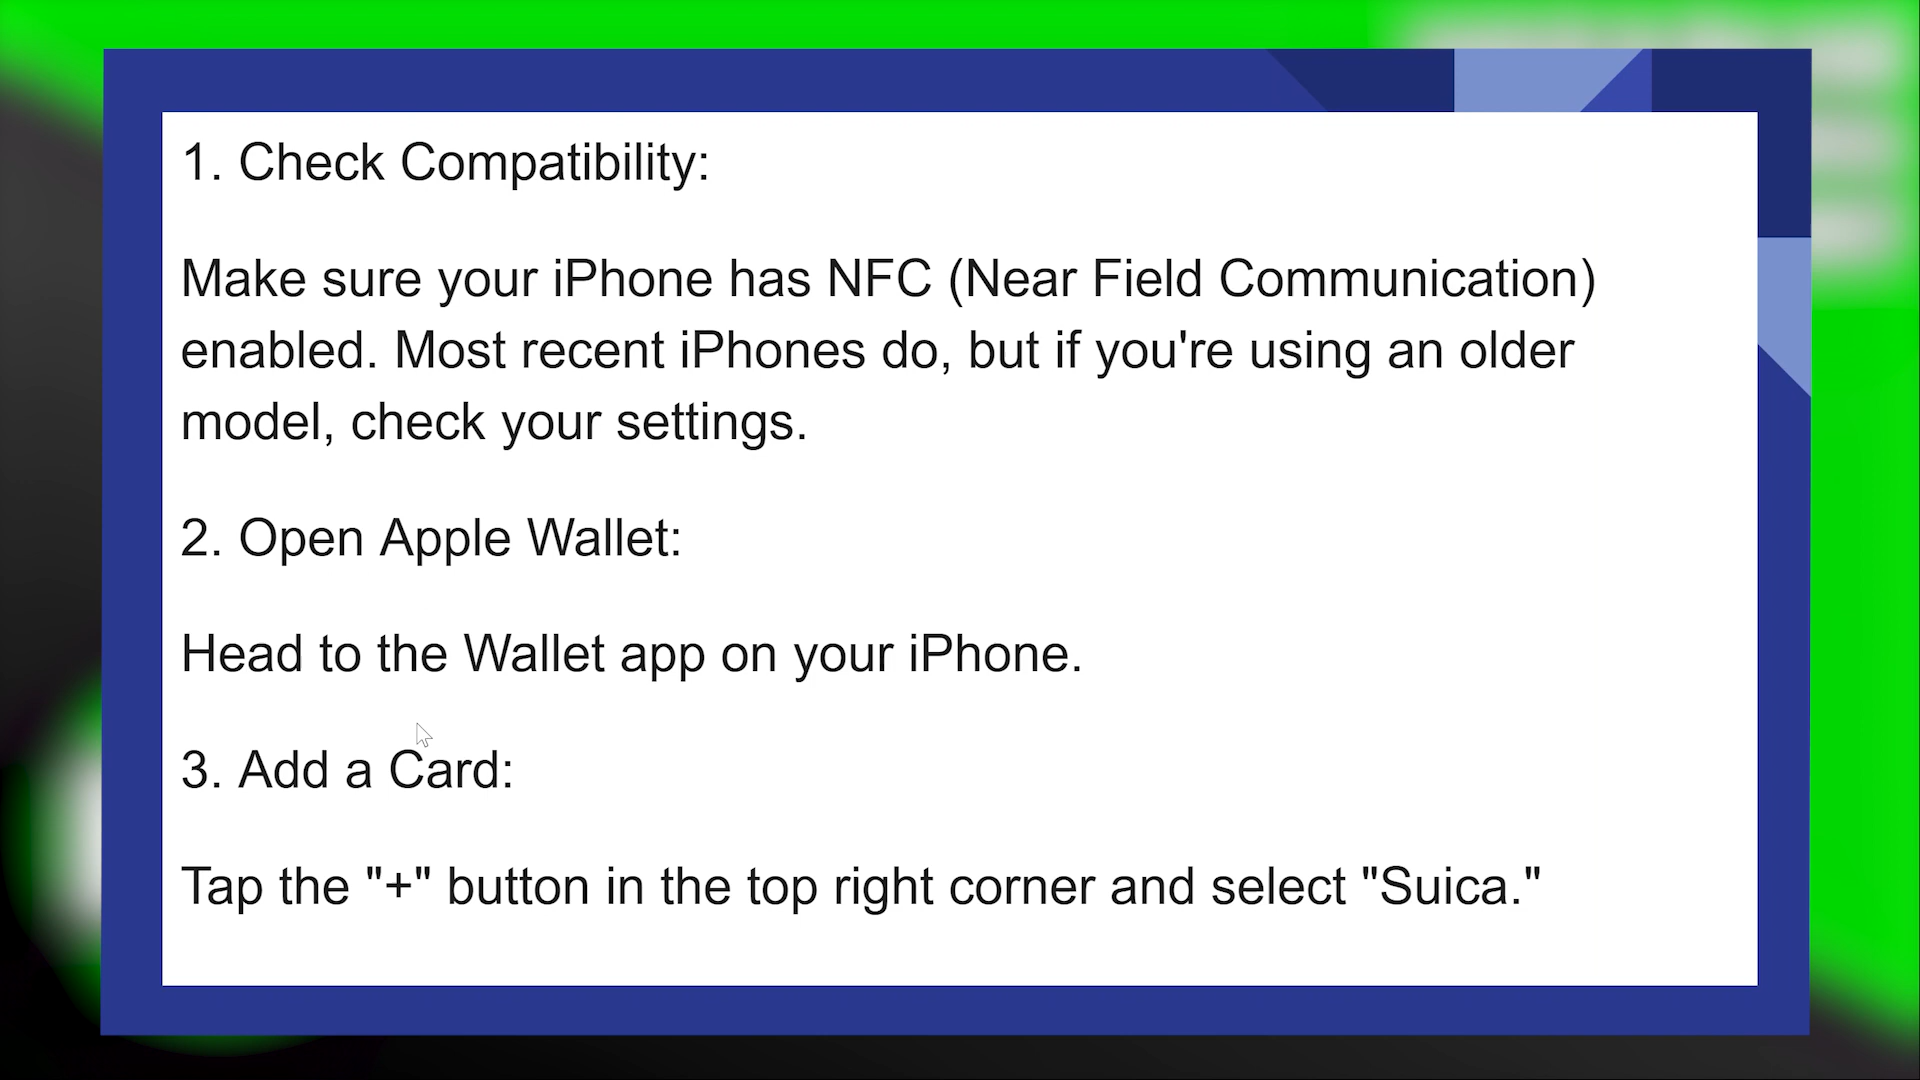 1. Check Compatibility:
Make sure your iPhone has NFC (Near Field Communication)
enabled. Most recent iPhones do, but if you're using an older
model, check your settings.
2. Open Apple Wallet:
Head to the Wallet app on your iPhone.
3. Add a Card:
Tap the "+" button in the top right corner and select "Suica."